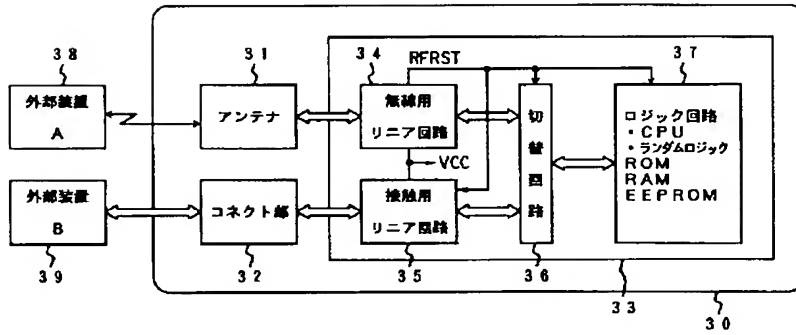 38
外部装置
A
31
アンテナ
34
無線用
リニア回路
RFRST
37
ロジック回路
・CPU
・ランダムロジック
ROM
RAM
EEPROM
切替回路
VCC
外部装置
B
39
コネクト部
32
接触用
リニア回路
35
36
33
30